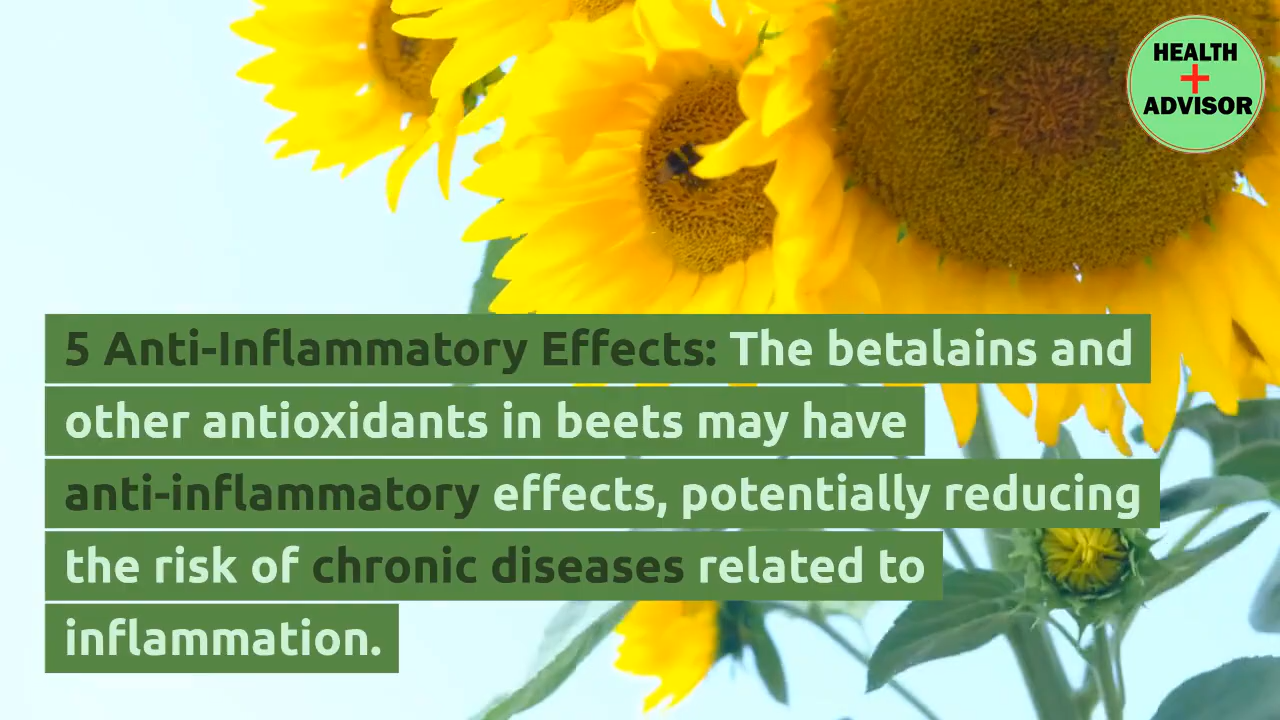 HEALTH
ADVISOR
5 Anti-Inflammatory Effects: The betalains and
other antioxidants in beets may have
anti-inflammatory effects, potentially reducing
the risk of chronic diseases related to
inflammation.